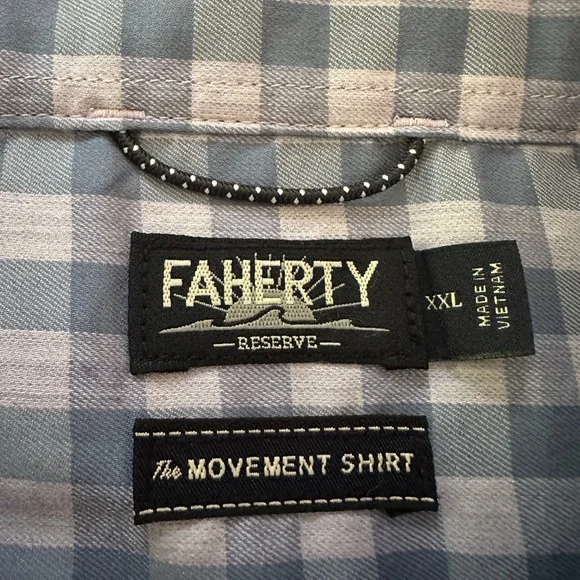 FAHERTY
RESERVE
XXL
MADE IN
VIETNAM
The MOVEMENT SHIRT